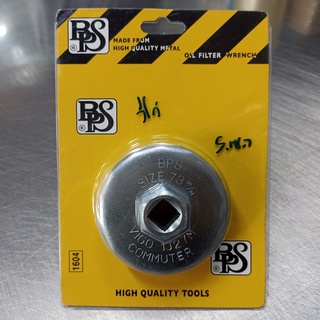 BPS
MADE FROM
HIGH QUALITY METAL
OIL FILTER WRENCH
BPS
BPS
SIZE 73 M/M
VIGO
COMMUTER
BPS
1604
HIGH QUALITY TOOLS